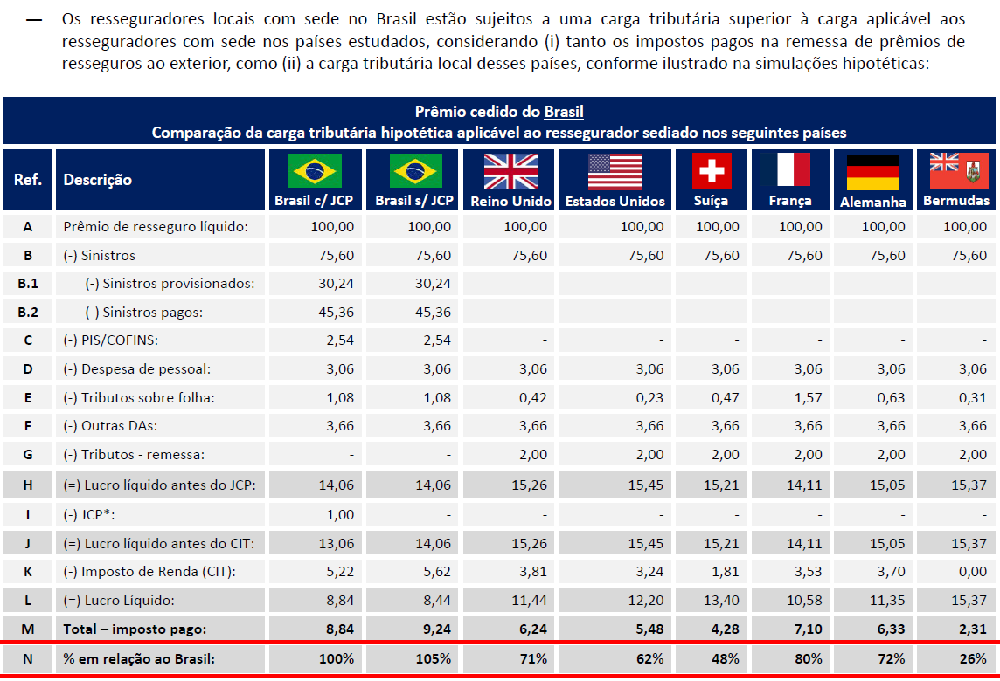 — Os resseguradores locais com sede no Brasil estão sujeitos a uma carga tributária superior à carga aplicável aos
resseguradores com sede nos países estudados, considerando (i) tanto os impostos pagos na remessa de prêmios de
resseguros ao exterior, como (ii) a carga tributária local desses países, conforme ilustrado na simulações hipotéticas:
Prêmio cedido do Brasil
Comparação da carga tributária hipotética aplicável ao ressegurador sediado nos seguintes países
Ref. Descrição Brasil c/ JCP Brasil s/ JCP Reino Unido Estados Unidos Suíça França Alemanha Bermudas
A Prêmio de resseguro líquido: 100,00 100,00 100,00 100,00 100,00 100,00 100,00 100,00
B (-) Sinistros 75,60 75,60 75,60 75,60 75,60 75,60 75,60 75,60
B.1 (-) Sinistros provisionados: 30,24 30,24
B.2 (-) Sinistros pagos: 45,36 45,36
C (-) PIS/COFINS: 2,54 2,54 - - - - - -
D (-) Despesa de pessoal: 3,06 3,06 3,06 3,06 3,06 3,06 3,06 3,06
E (-) Tributos sobre folha: 1,08 1,08 0,42 0,23 0,47 1,57 0,63 0,31
F (-) Outras DAs: 3,66 3,66 3,66 3,66 3,66 3,66 3,66 3,66
G (-) Tributos - remessa: - - 2,00 2,00 2,00 2,00 2,00 2,00
H (=) Lucro líquido antes do JCP: 14,06 14,06 15,26 15,45 15,21 14,11 15,05 15,37
I (-) JCP*: 1,00 - - - - - - -
J (=) Lucro líquido antes do CIT: 13,06 14,06 15,26 15,45 15,21 14,11 15,05 15,37
K (-) Imposto de Renda (CIT): 5,22 5,62 3,81 3,24 1,81 3,53 3,70 0,00
L (=) Lucro Líquido: 8,84 8,44 11,44 12,20 13,40 10,58 11,35 15,37
M Total – imposto pago: 8,84 9,24 6,24 5,48 4,28 7,10 6,33 2,31
N % em relação ao Brasil: 100% 105% 71% 62% 48% 80% 72% 26%